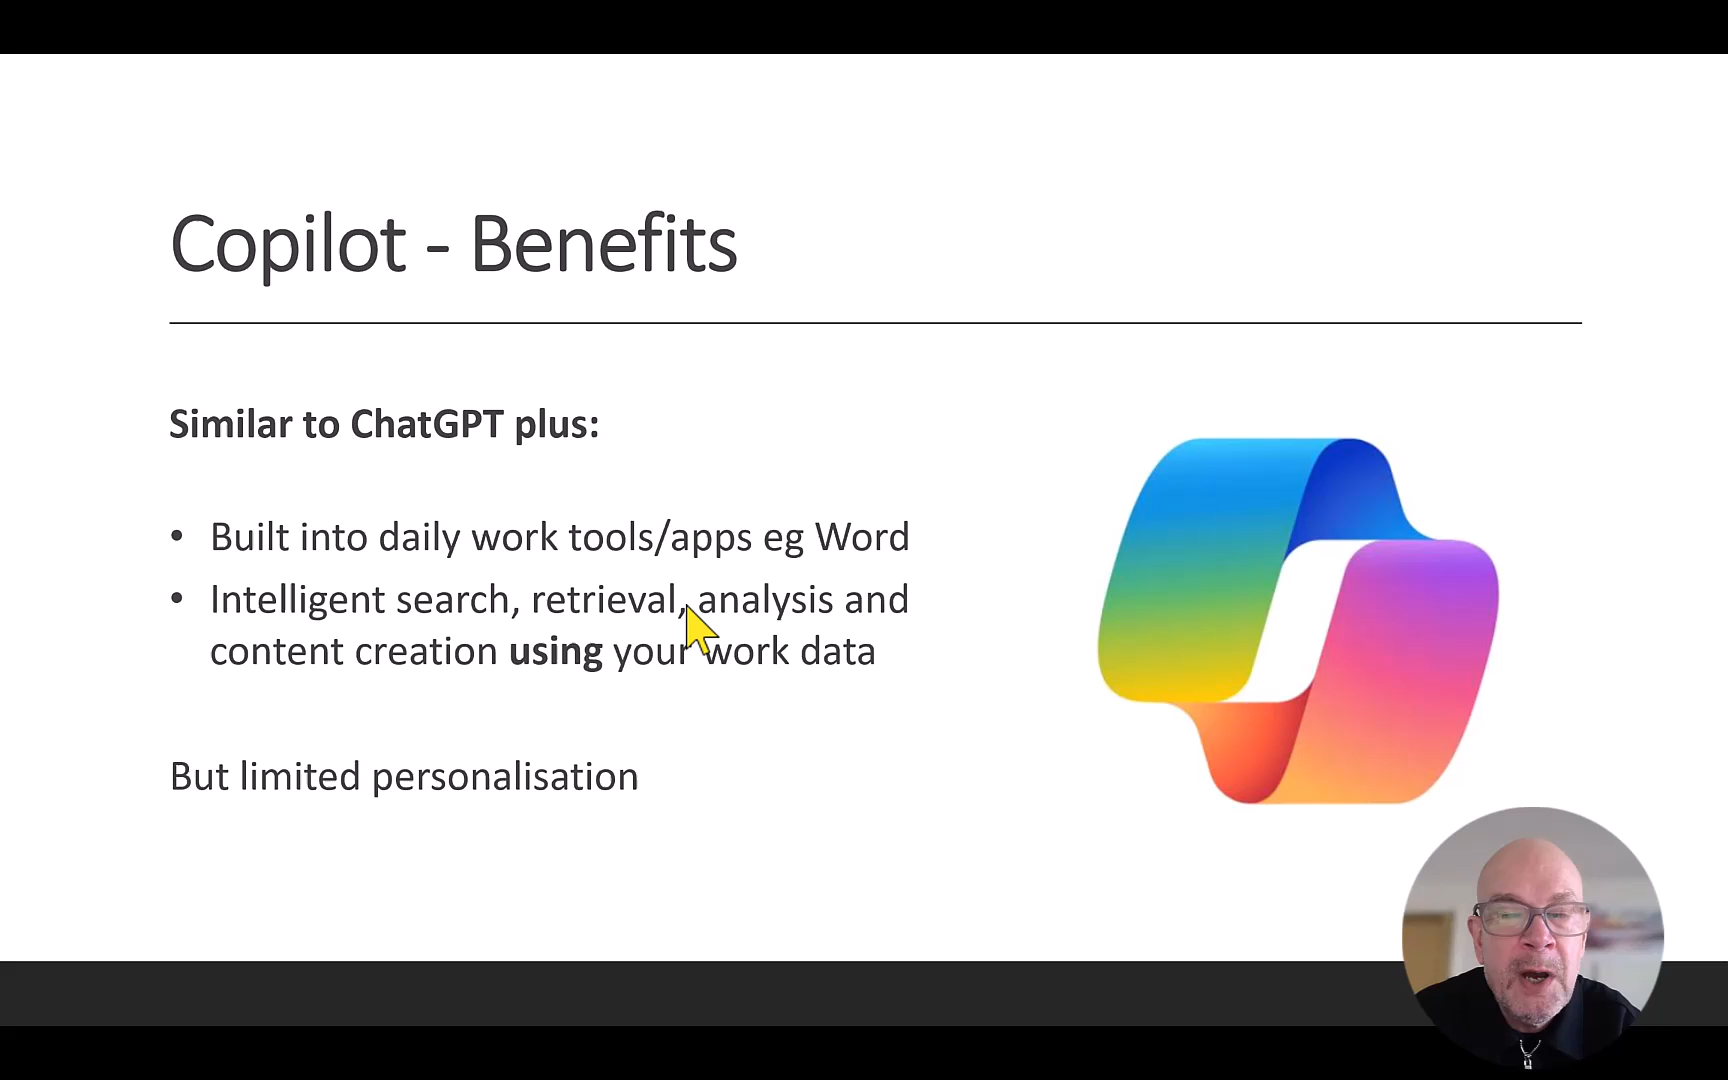 Copilot - Benefits
Similar to ChatGPT plus:
• Built into daily work tools/apps eg Word
• Intelligent search, retrieval, analysis and
content creation using your work data
But limited personalisation